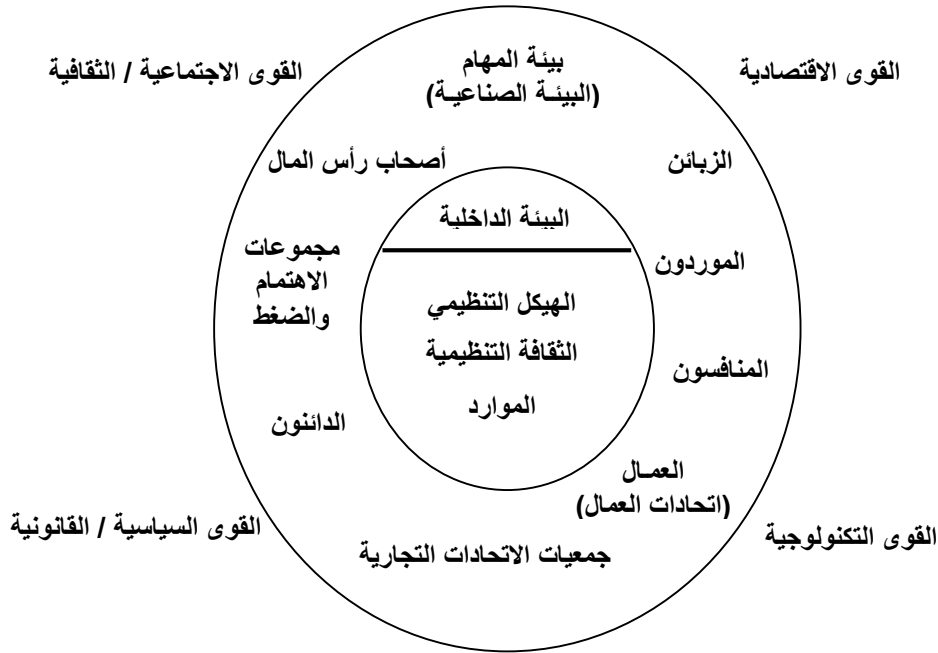 القوى الاقتصادية
القوى الاجتماعية / الثقافية
بيئة المهام
(البيئـة الصناعيـة)
الزبائن
أصحاب رأس المال
البيئة الداخلية
الموردون
مجموعات
الاهتمام
والضغط
الهيكل التنظيمي
الثقافة التنظيمية
المنافسون
الموارد
الدائنون
العمـال
(اتحادات العمال)
القوى السياسية / القانونية
القوى التكنولوجية
جمعيات الاتحادات التجارية